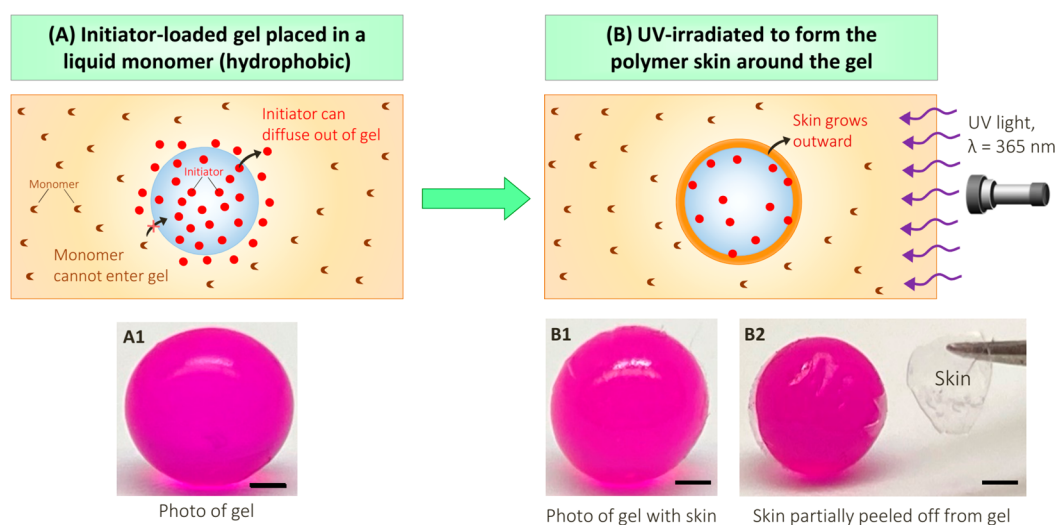 (A) Initiator-loaded gel placed in a
liquid monomer (hydrophobic)
(B) UV-irradiated to form the
polymer skin around the gel
Initiator can
diffuse out of gel
Initiator
Monomer
Monomer
cannot enter gel
Skin grows
outward
UV light,
λ = 365 nm
A1
Photo of gel
B1
Photo of gel with skin
B2
Skin
Skin partially peeled off from gel